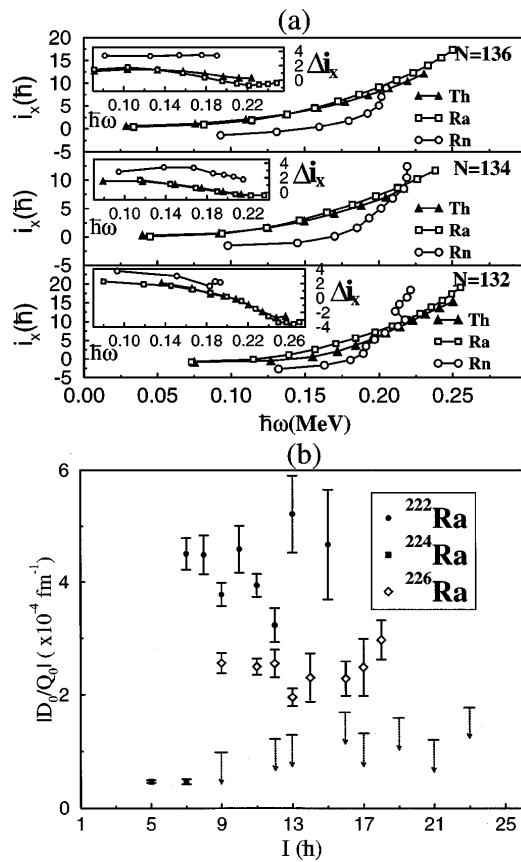 (a)
i_x(ħ)
20
15
10
5
0
-5
Δi_x
4
2
0
0.10 0.14 0.18 0.22
ħω
N=136
Th
Ra
Rn
i_x(ħ)
10
5
0
-5
Δi_x
4
2
0
0.10 0.14 0.18 0.22
ħω
N=134
Th
Ra
Rn
i_x(ħ)
20
15
10
5
0
-5
Δi_x
4
2
0
-2
-4
0.10 0.14 0.18 0.22 0.26
ħω
N=132
Th
Ra
Rn
0.00 0.05 0.10 0.15 0.20 0.25
ħω(MeV)
(b)
|D₀/Q₀| ( x10⁻⁴ fm⁻¹)
6
4
2
0
²²²Ra
²²⁴Ra
²²⁶Ra
1 5 9 13 17 21 25
I (ħ)